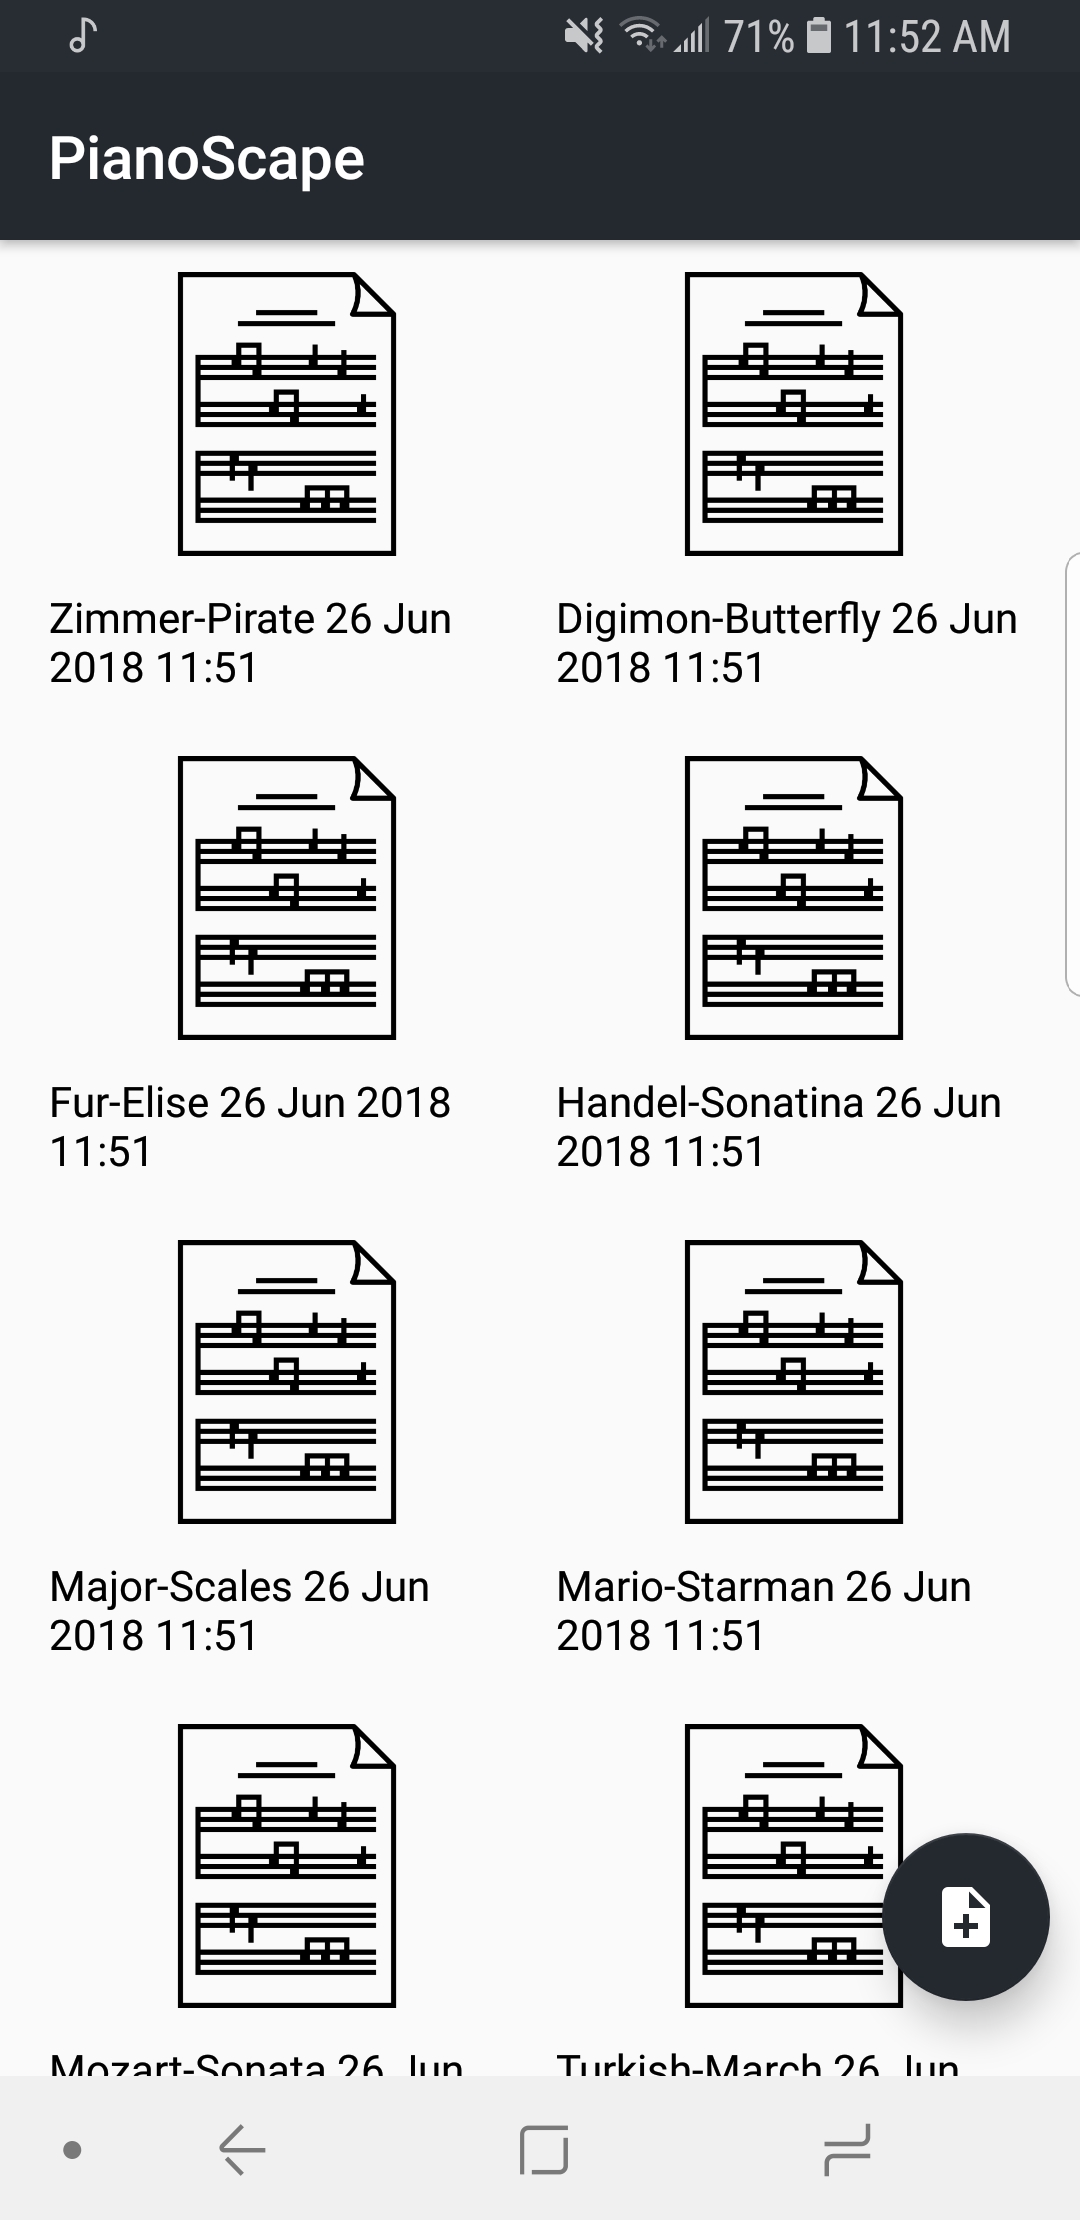 71% 11:52 AM
PianoScape
Zimmer-Pirate 26 Jun
2018 11:51
Digimon-Butterfly 26 Jun
2018 11:51
Fur-Elise 26 Jun 2018
11:51
Handel-Sonatina 26 Jun
2018 11:51
Major-Scales 26 Jun
2018 11:51
Mario-Starman 26 Jun
2018 11:51
Mozart-Sonata 26 Jun
Turkish-March 26 Jun